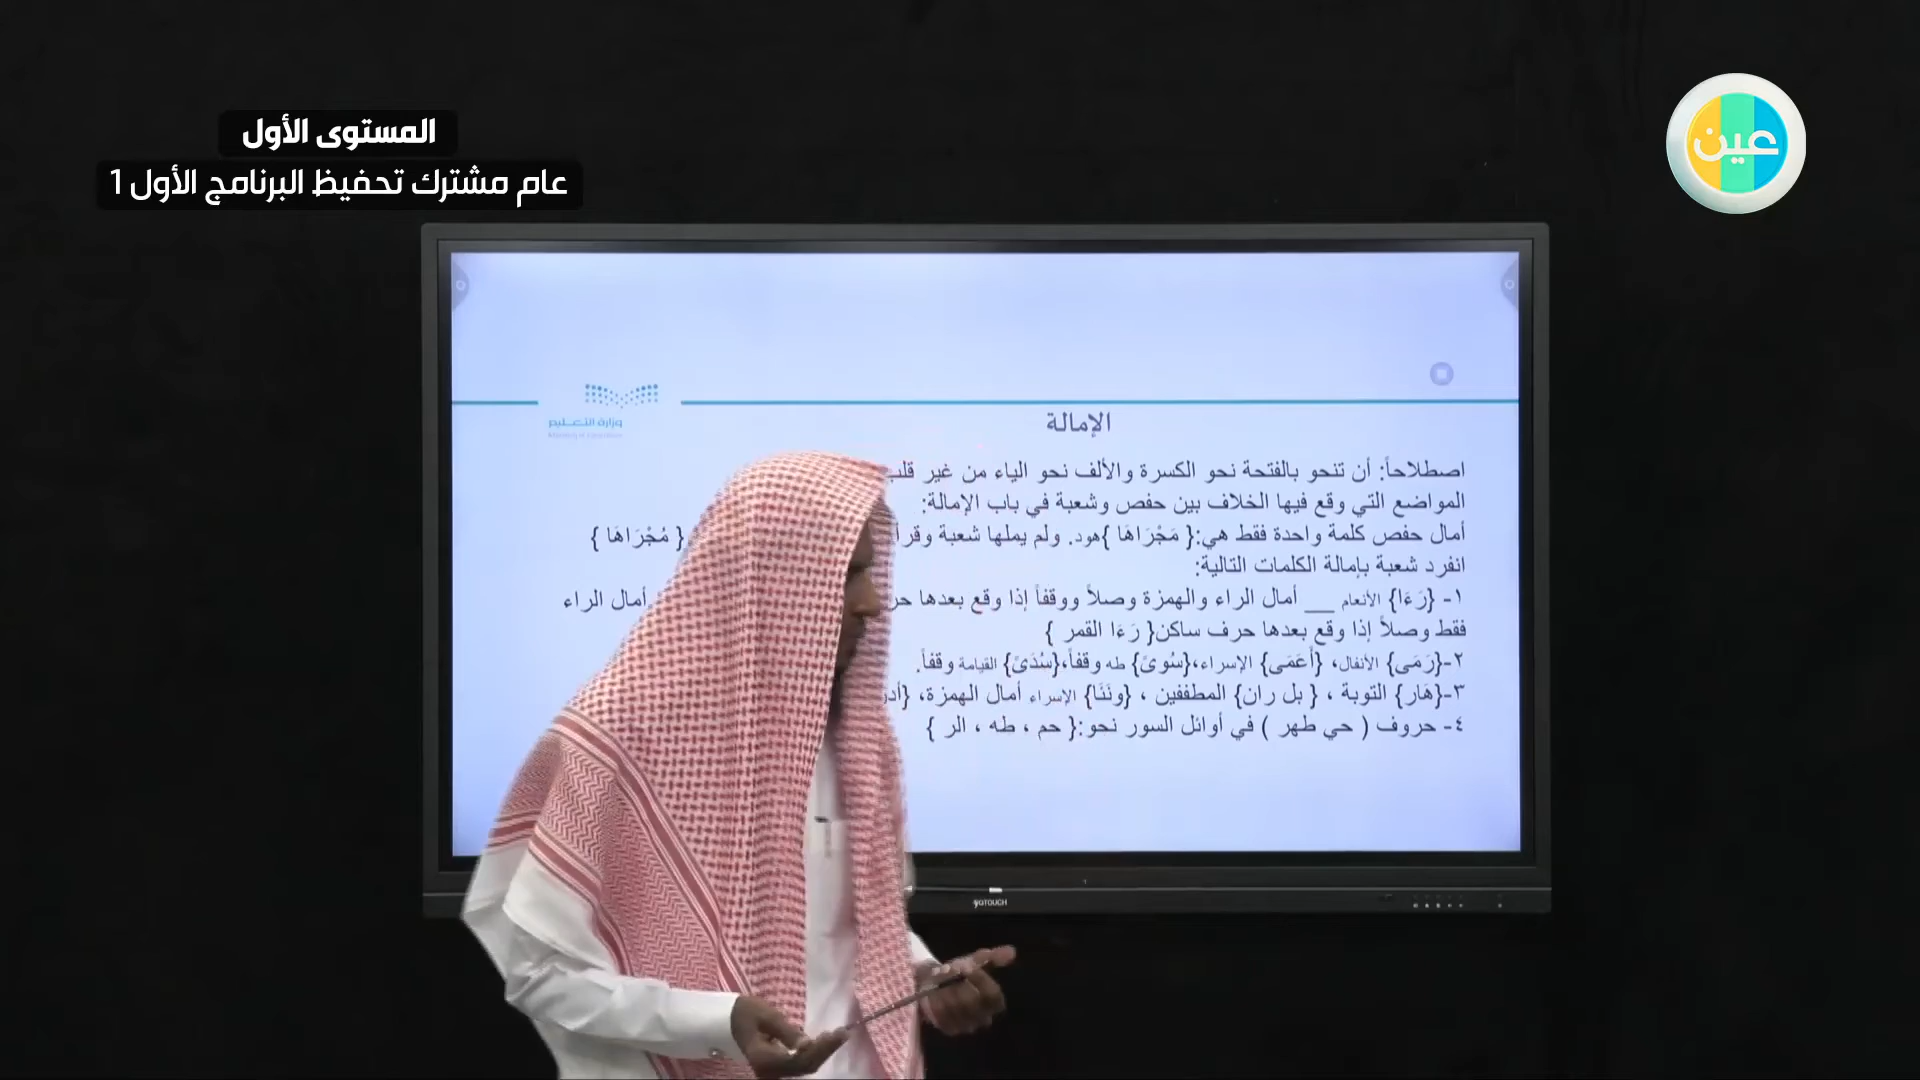 المستوى الأول
عام مشترك تحفيظ البرنامج الأول 1
عين
وزارة التعليم
الإمالة
اصطلاحاً: أن تنحو بالفتحة نحو الكسرة والألف نحو الياء من غير
المواضع التي وقع فيها الخلاف بين حفص وشعبة في باب الإمالة:
أمال حفص كلمة واحدة فقط هي:{ مَجْرَاهَا }هود. ولم يملها شعبة { مُجْرَاهَا }
انفرد شعبة بإمالة الكلمات التالية:
١- {رَءَا} الأنعام __ أمال الراء والهمزة وصلاً ووقفاً إذا وقع بعدها أمال الراء
فقط وصلاً إذا وقع بعدها حرف ساكن{ رَءَا القمر }
٢-{رَمَى} الأنفال، {أَعَمَى} الإسراء،{سُوىً} طه وقفاً،{سُدَىً} القيامة وقفاً.
٣-{هَار} التوبة ، { بل ران} المطففين ، {ونَئَا} الإسراء أمال الهمزة،
٤- حروف ( حي طهر ) في أوائل السور نحو:{ حم ، طه ، الر }